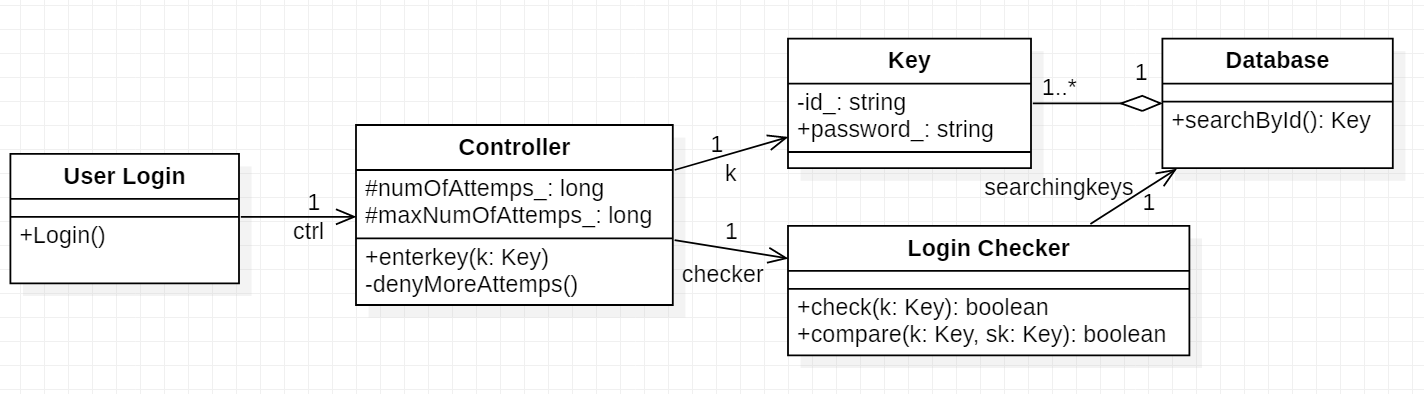 User Login
+Login()
1
ctrl
Controller
#numOfAttemps_: long
#maxNumOfAttemps_: long
+enterkey(k: Key)
-denyMoreAttemps()
1
k
1
checker
Key
-id_: string
+password_: string
1..*
1
Database
+searchById(): Key
searchingkeys
1
Login Checker
+check(k: Key): boolean
+compare(k: Key, sk: Key): boolean